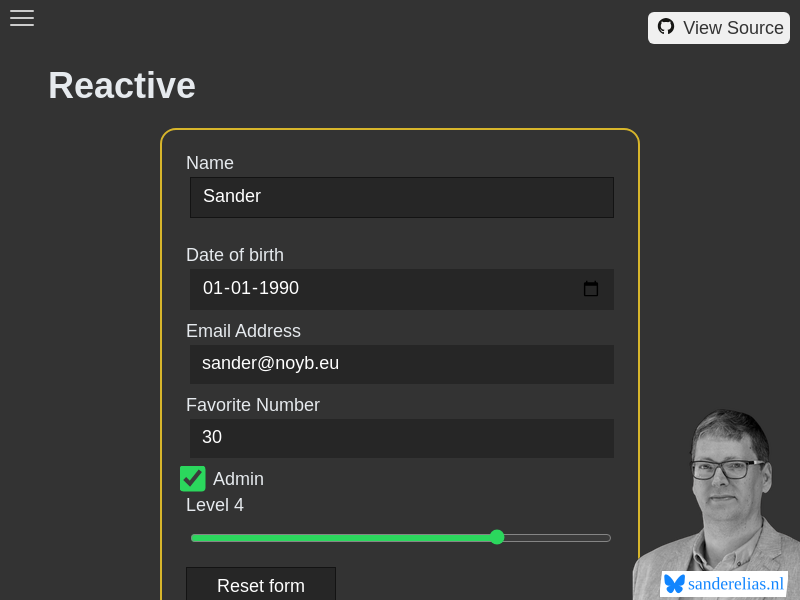 View Source
Reactive
Name
Sander
Date of birth
01-01-1990
Email Address
sander@noyb.eu
Favorite Number
30
Admin
Level 4
Reset form
sanderelias.nl